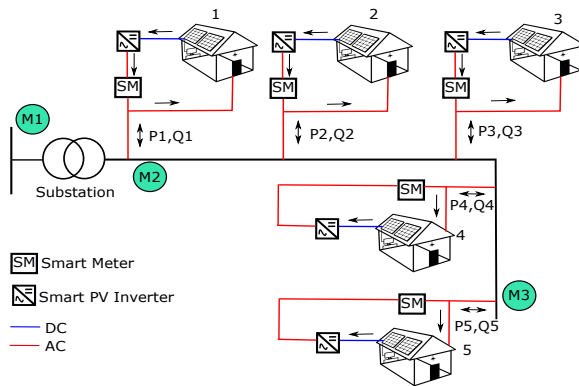 1
2
3
SM
SM
SM
M1
P1,Q1
P2,Q2
P3,Q3
M2
Substation
SM
P4,Q4
4
SM Smart Meter
Smart PV Inverter
M3
SM
DC
P5,Q5
AC
5